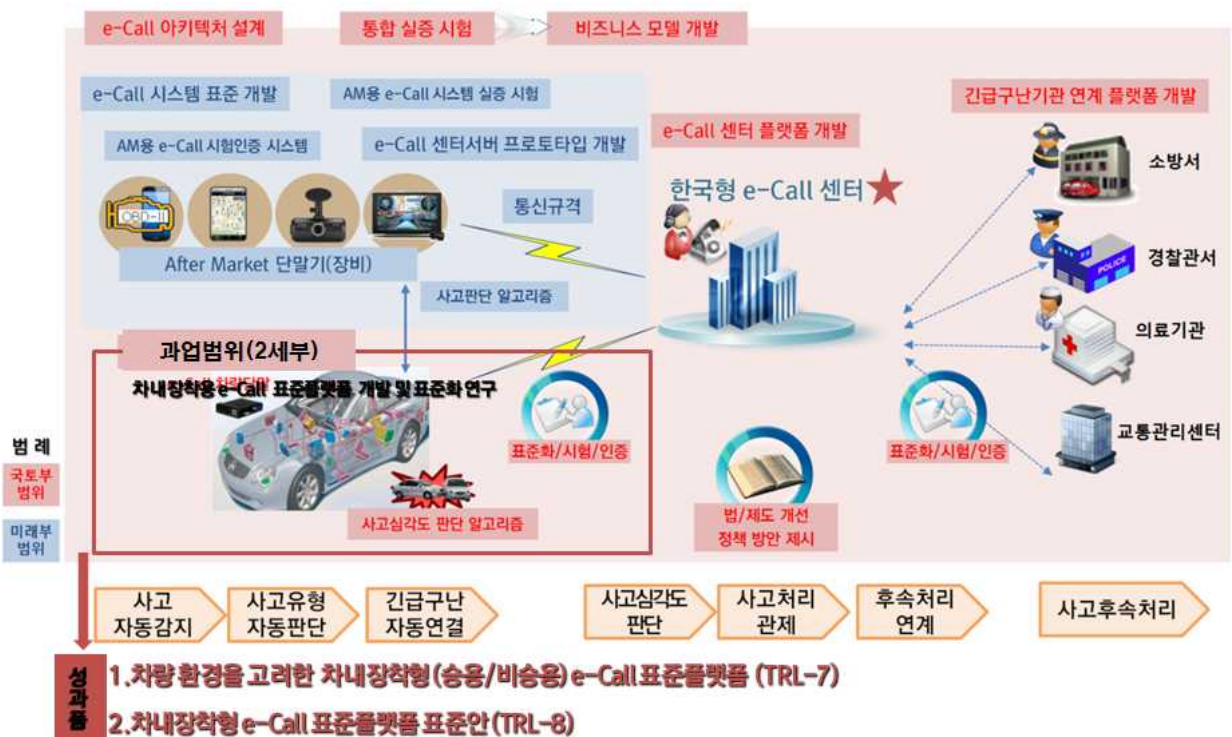 e-Call 아키텍처 설계
통합 실증 시험
비즈니스 모델 개발
e-Call 시스템 표준 개발
AM용 e-Call 시스템 실증 시험
AM용 e-Call 시험인증 시스템
e-Call 센터서버 프로토타입 개발
OBD-II
After Market 단말기(장비)
통신규격
사고판단 알고리즘
e-Call 센터 플랫폼 개발
한국형 e-Call 센터
긴급구난기관 연계 플랫폼 개발
소방서
POLICE
경찰관서
의료기관
교통관리센터
과업범위(2세부)
차내장착용 e-Call 표준플랫폼 개발 및 표준화 연구
표준화/시험/인증
사고심각도 판단 알고리즘
법/제도 개선
정책 방안 제시
표준화/시험/인증
범 례
국토부
범위
미래부
범위
사고
자동감지
사고유형
자동판단
긴급구난
자동연결
사고심각도
판단
사고처리
관제
후속처리
연계
사고후속처리
성과품
1.차량 환경을 고려한 차내장착형(승용/비승용) e-Call 표준플랫폼 (TRL-7)
2.차내장착형 e-Call 표준플랫폼 표준안(TRL-8)